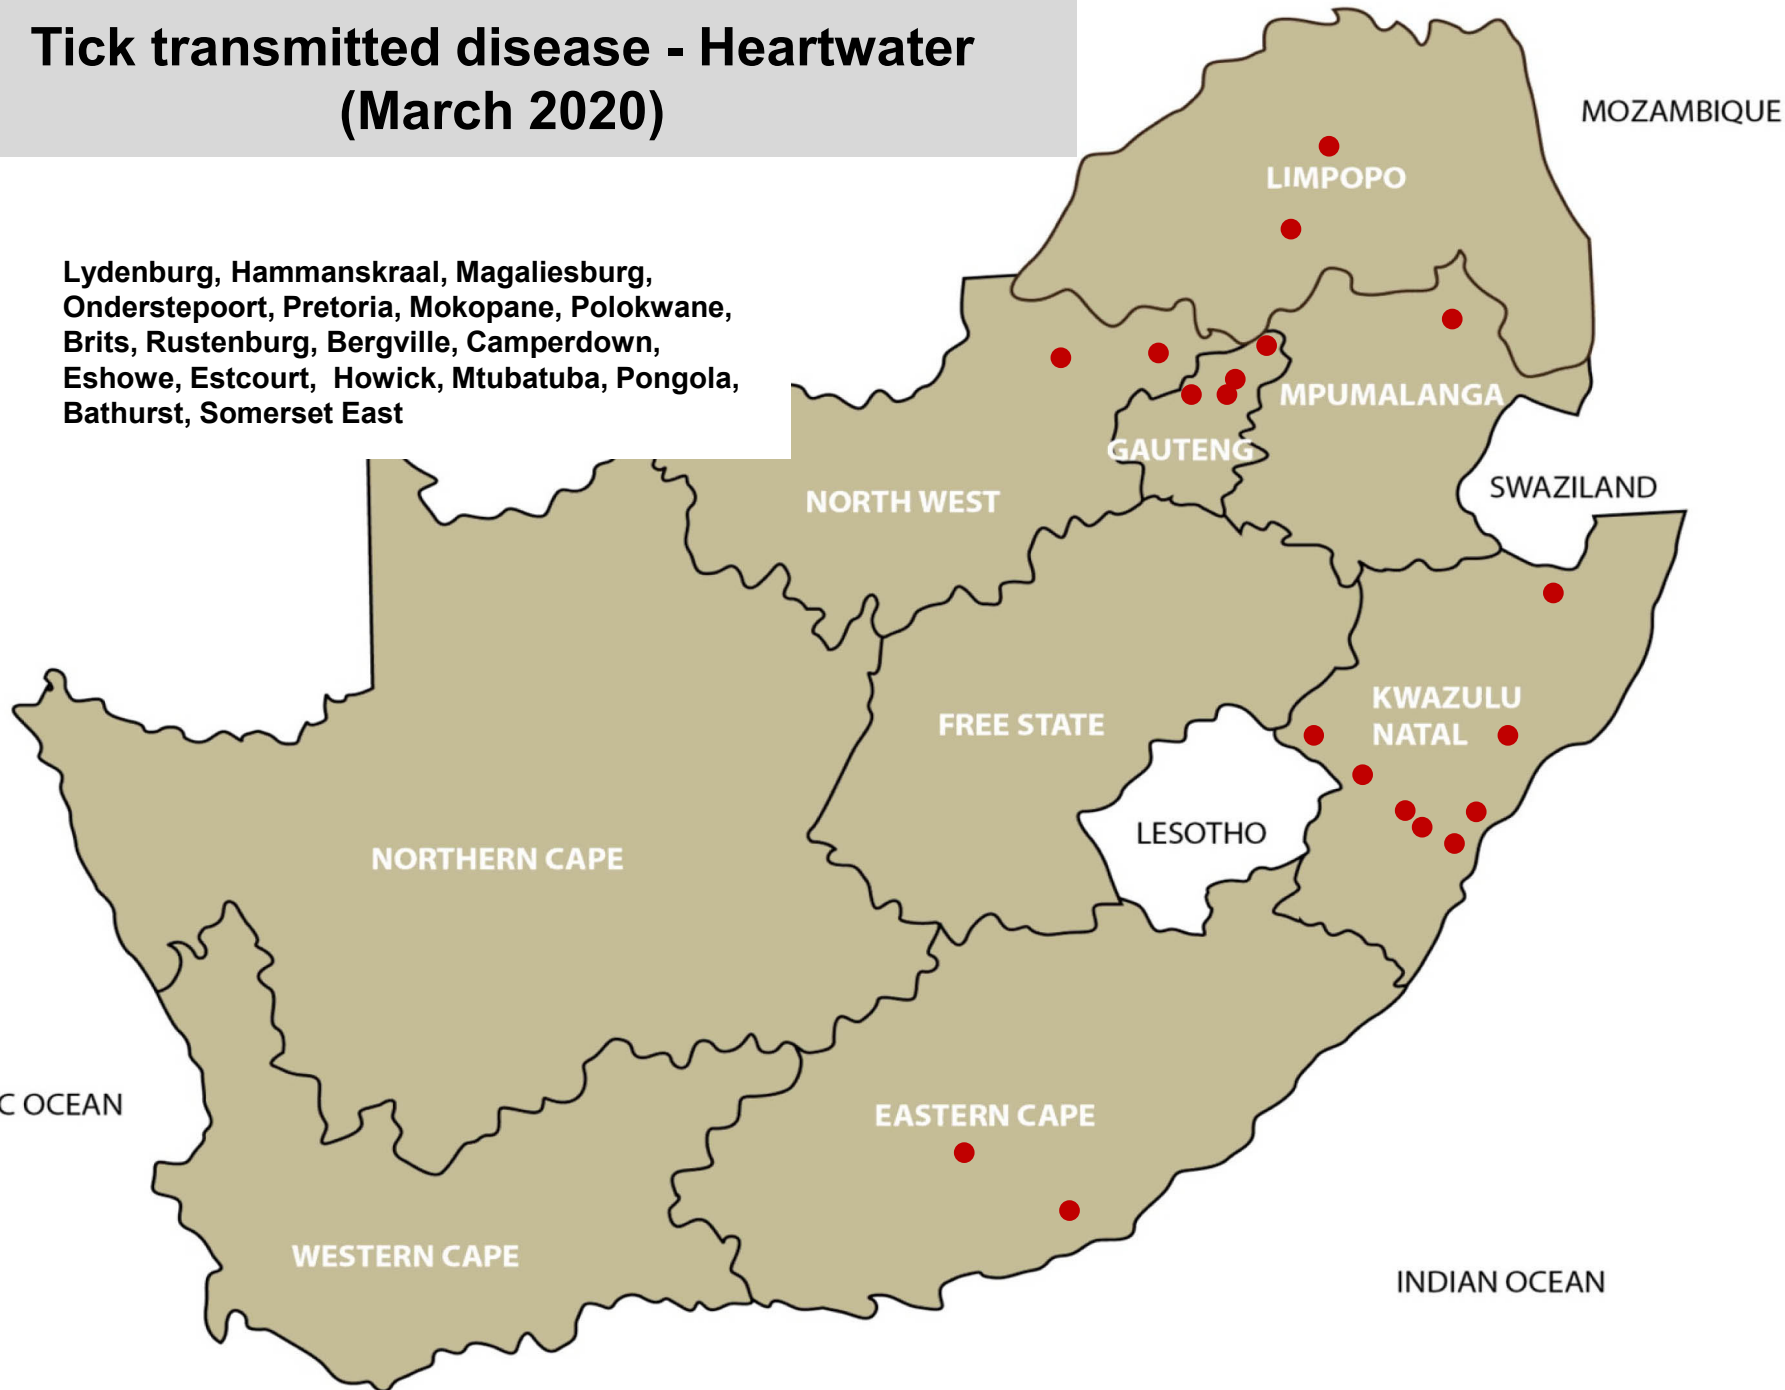 Tick transmitted disease - Heartwater
(March 2020)
MOZAMBIQUE
LIMPOPO
Lydenburg, Hammanskraal, Magaliesburg,
Onderstepoort, Pretoria, Mokopane, Polokwane,
Brits, Rustenburg, Bergville, Camperdown,
Eshowe, Estcourt, Howick, Mtubatuba, Pongola,
Bathurst, Somerset East
MPUMALANGA
GAUTENG
SWAZILAND
NORTH WEST
KWAZULU
NATAL
FREE STATE
LESOTHO
NORTHERN CAPE
C OCEAN
EASTERN CAPE
WESTERN CAPE
INDIAN OCEAN